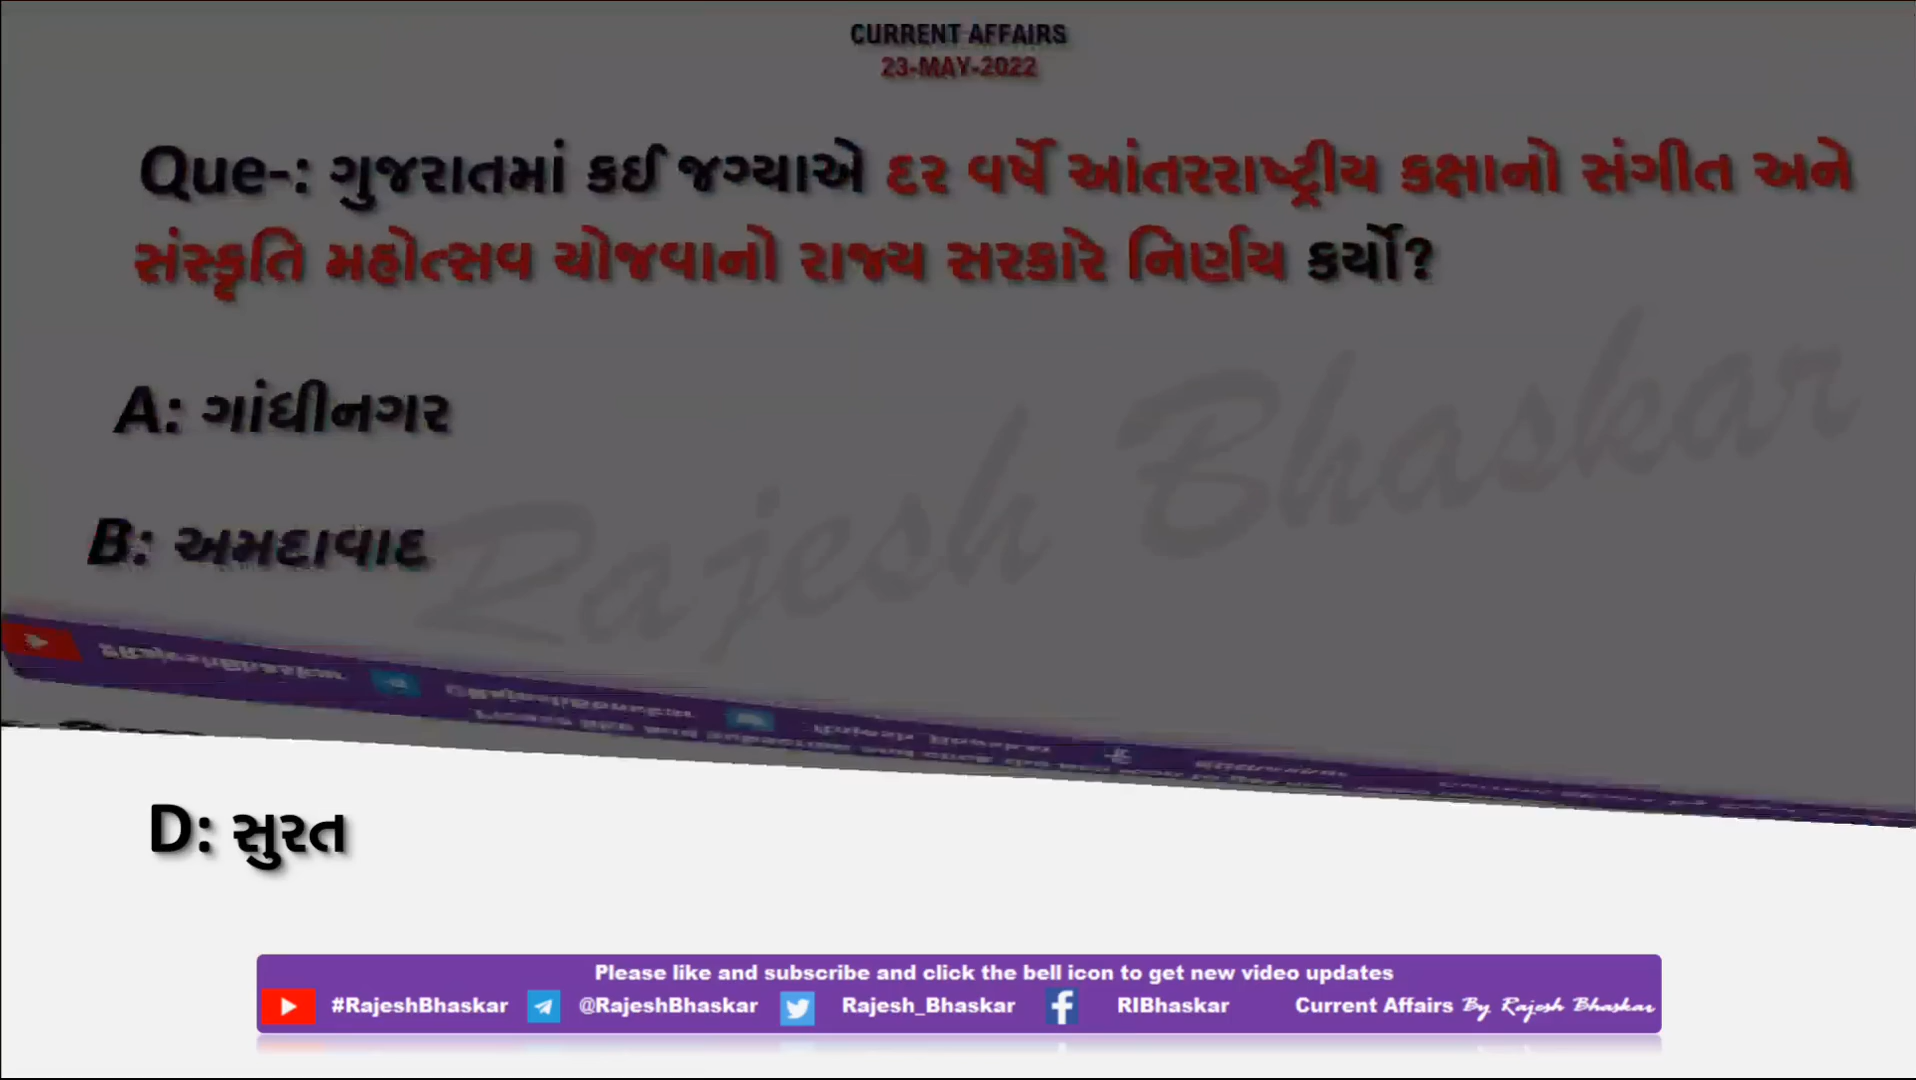 CURRENT AFFAIRS
23-MAY-2022
Que-: ગુજરાતમાં કઈ જગ્યાએ દર વર્ષે આંતરરાષ્ટ્રીય કક્ષાનો સંગીત અને
સંસ્કૃતિ મહોત્સવ યોજવાનો રાજ્ય સરકારે નિર્ણય કર્યો?
Rajesh Bhaskar
A: ગાંધીનગર
B: અમદાવાદ
D: સુરત
Please like and subscribe and click the bell icon to get new video updates
#RajeshBhaskar @RajeshBhaskar Rajesh_Bhaskar RIBhaskar Current Affairs By Rajesh Bhaskar